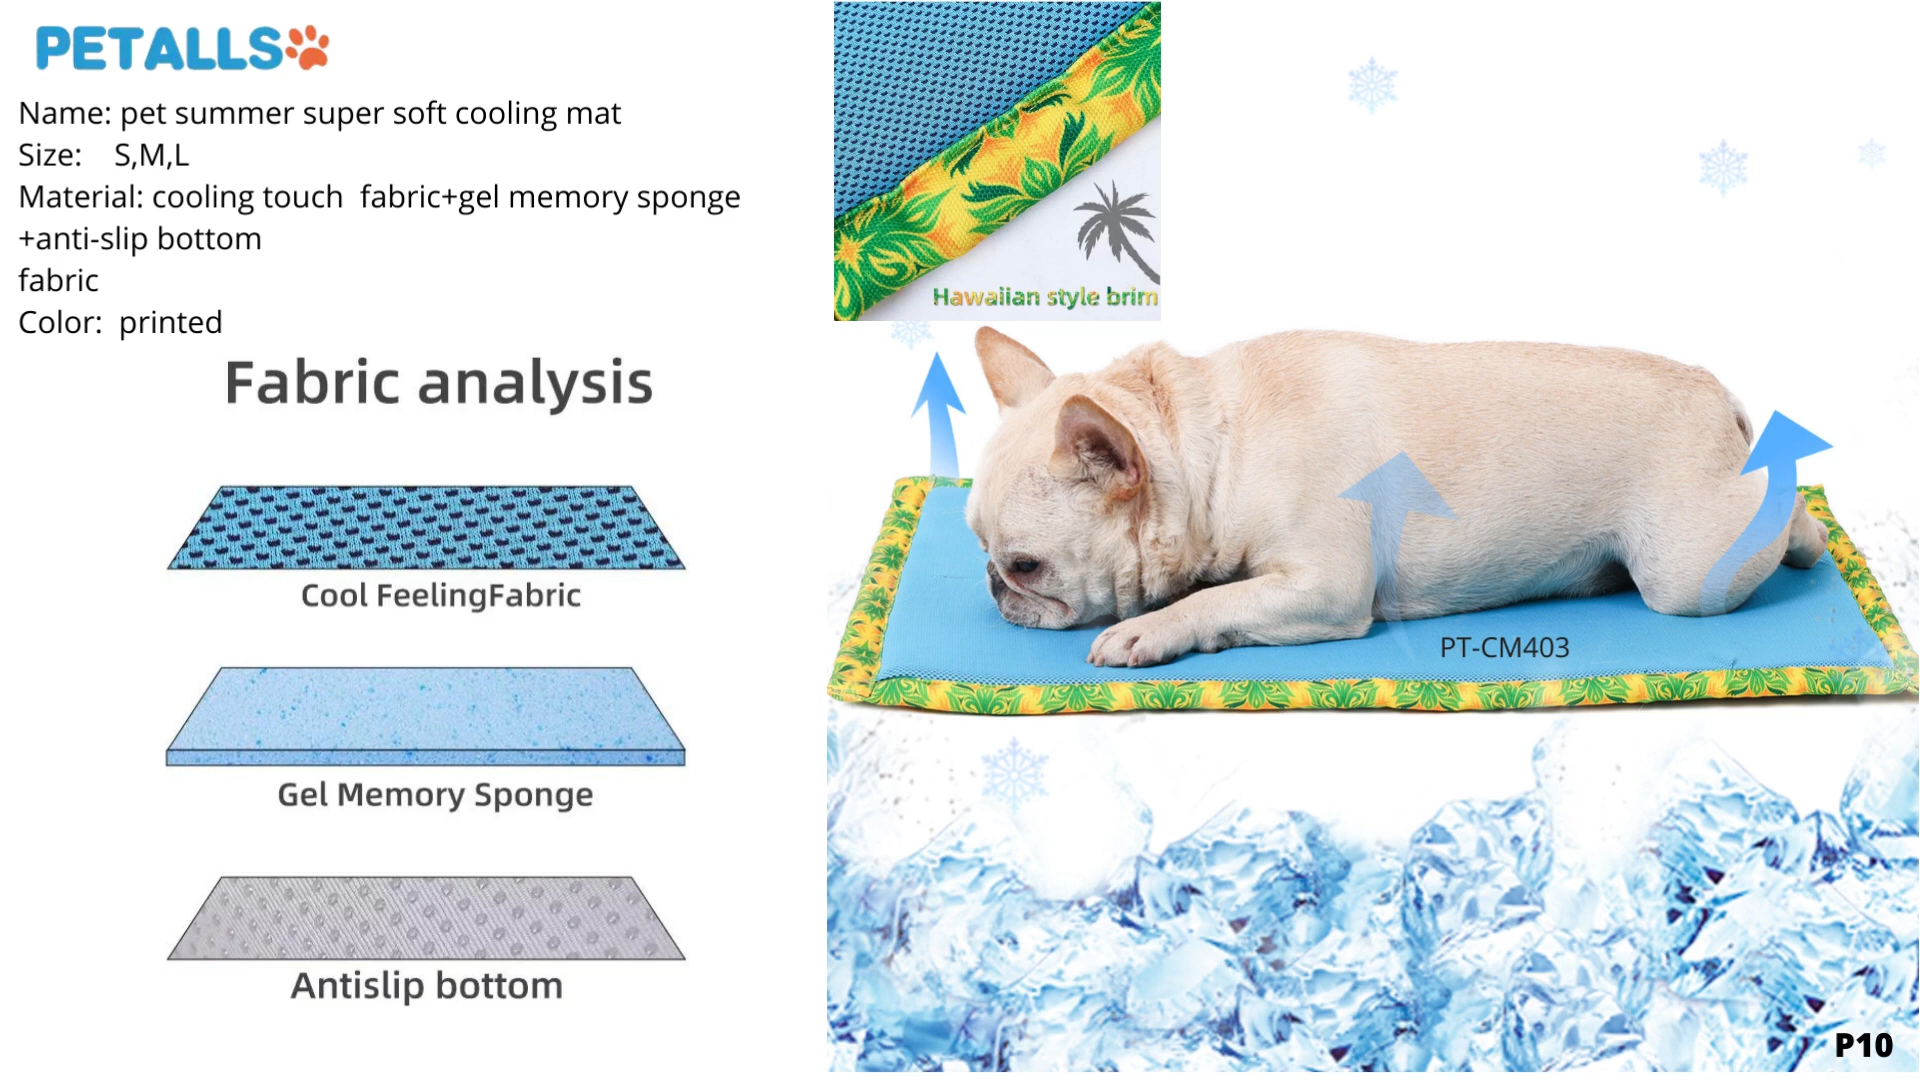 PETALLS
Name: pet summer super soft cooling mat
Size: S,M,L
Material: cooling touch fabric+gel memory sponge
+anti-slip bottom
fabric
Color: printed
Fabric analysis
Cool FeelingFabric
Gel Memory Sponge
Antislip bottom
Hawaiian style brim
PT-CM403
P10